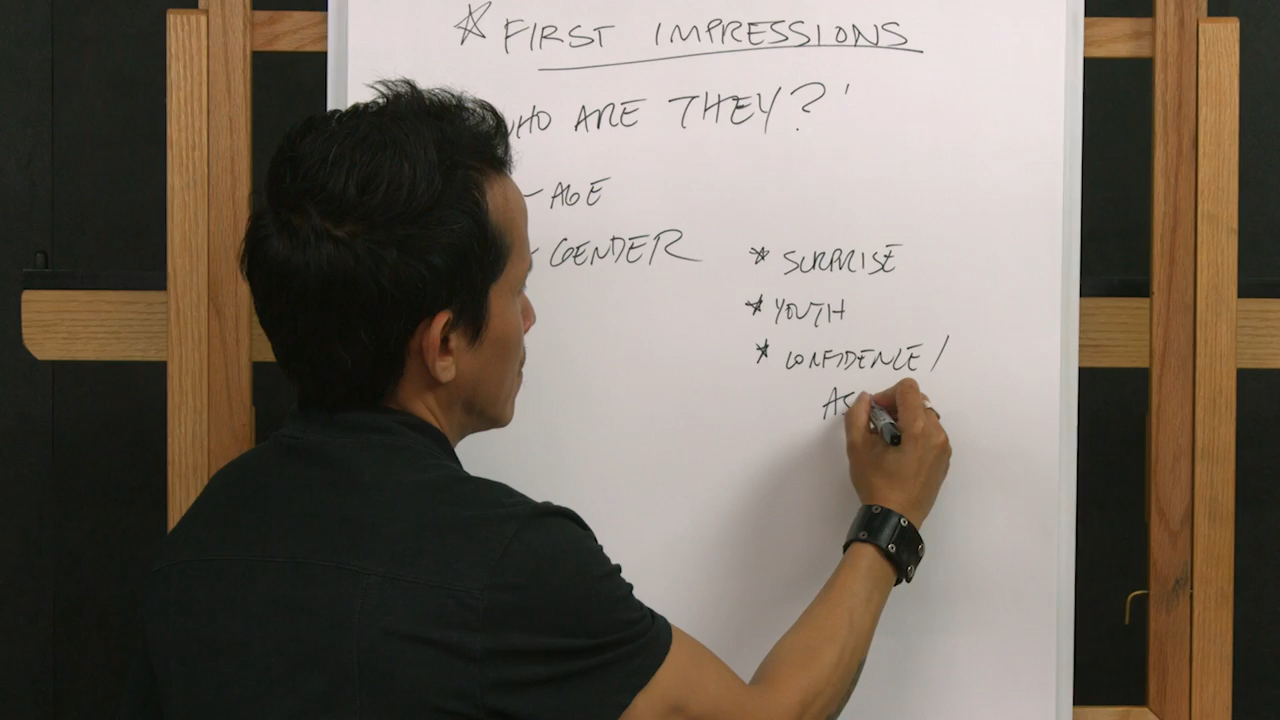 * FIRST IMPRESSIONS
WHO ARE THEY?'
- AGE
- GENDER
* SURPRISE
* YOUTH
* CONFIDENCE /
AS